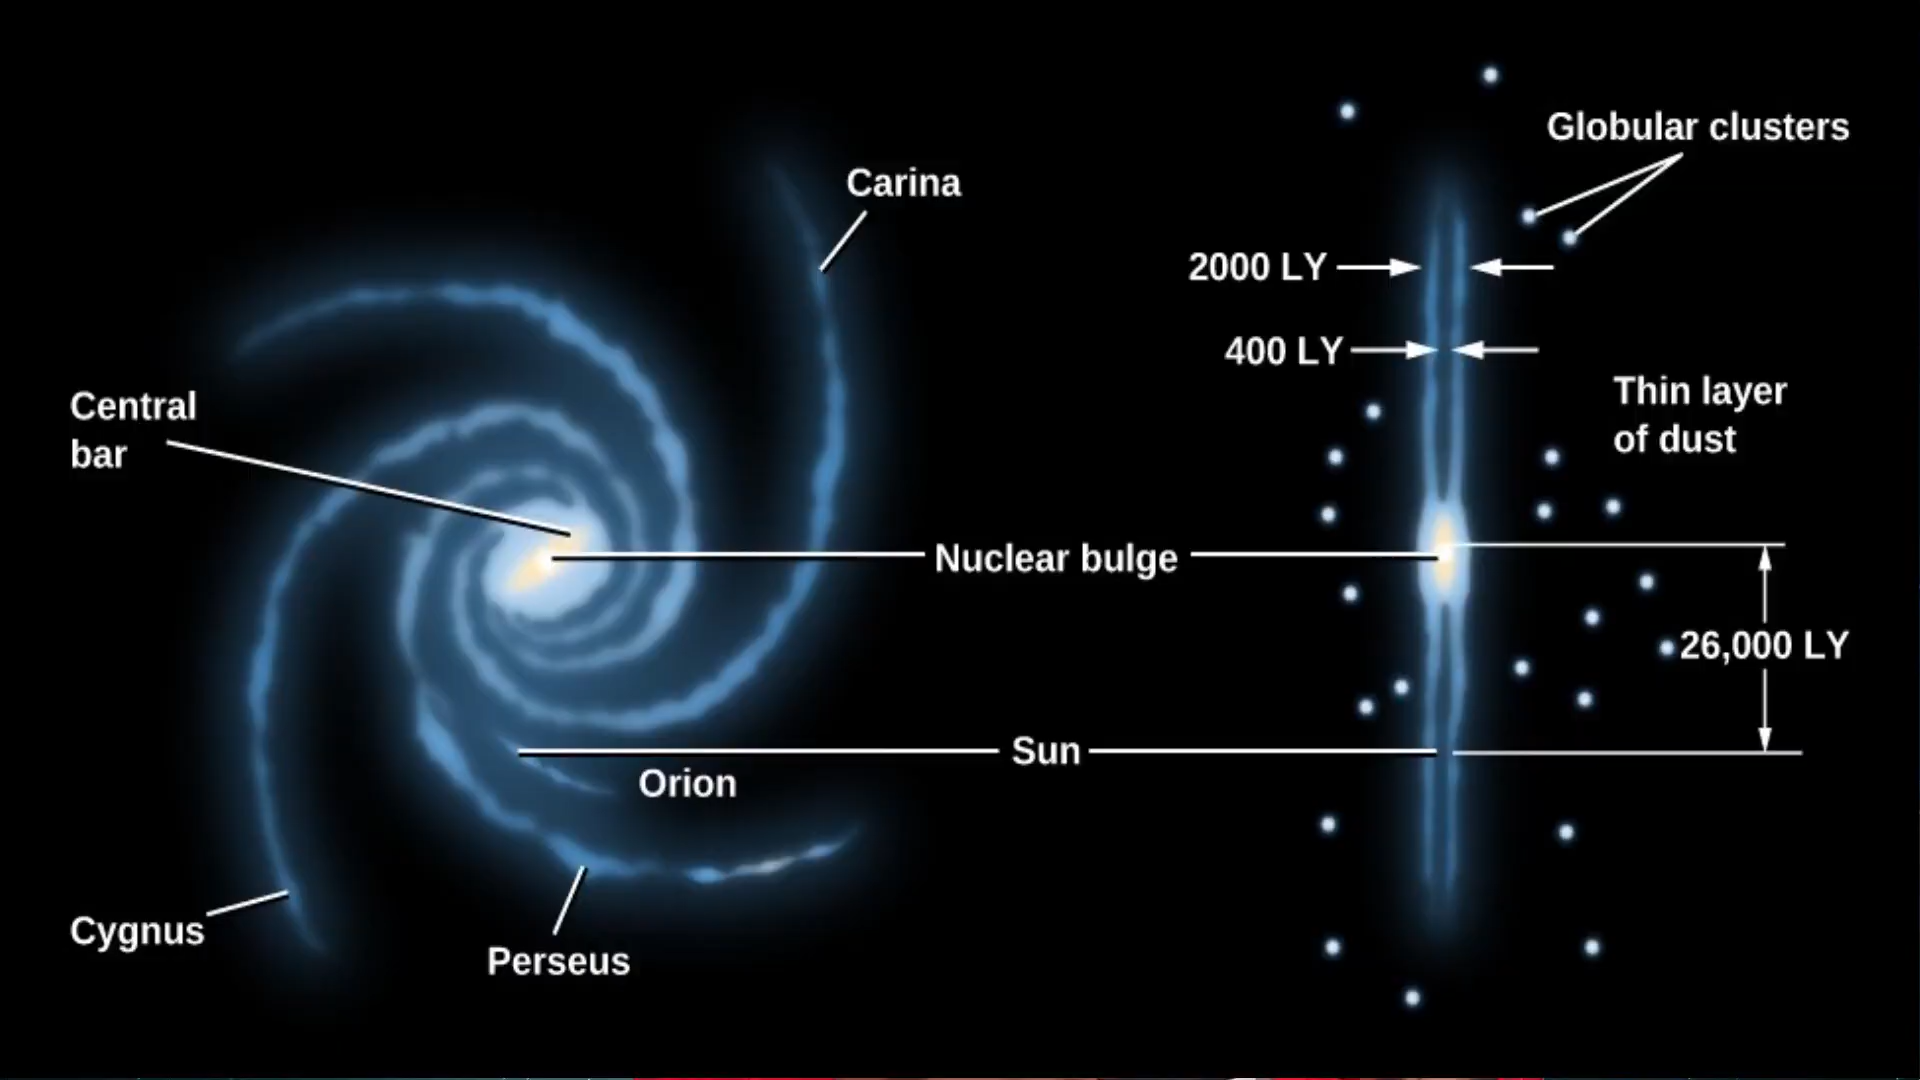 Carina
Globular clusters
2000 LY
400 LY
Central
bar
Thin layer
of dust
Nuclear bulge
26,000 LY
Sun
Orion
Cygnus
Perseus